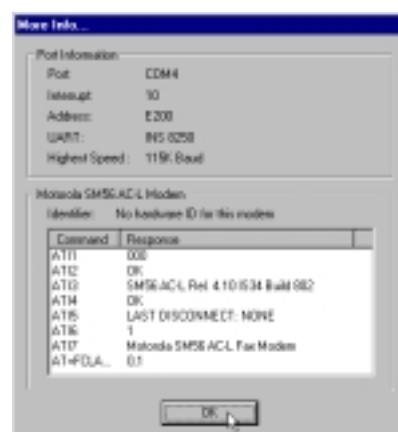 More Info...
Port Information
Port: COM4
Interrupt: 10
Address: E200
UART: INS 8250
Highest Speed: 115K Baud
Motorola SM56 AC-L Modem
Identifier: No hardware ID for this modem
Command Response
ATI1 000
ATI2 OK
ATI3 SM56 AC-L Rel. 4.10 I534 Build 802
ATI4 OK
ATI5 LAST DISCONNECT: NONE
ATI6 1
ATI7 Motorola SM56 AC-L Fax Modem
AT+FCLA... 0,1
OK